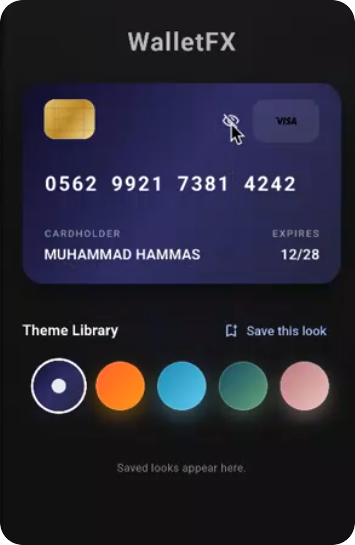 WalletFX
VISA
0562 9921 7381 4242
CARDHOLDER EXPIRES
MUHAMMAD HAMMAS 12/28
Theme Library Save this look
Saved looks appear here.